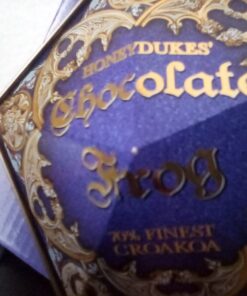 HONEYDUKES'
Chocolate
Frog
70% FINEST
CROAKOA